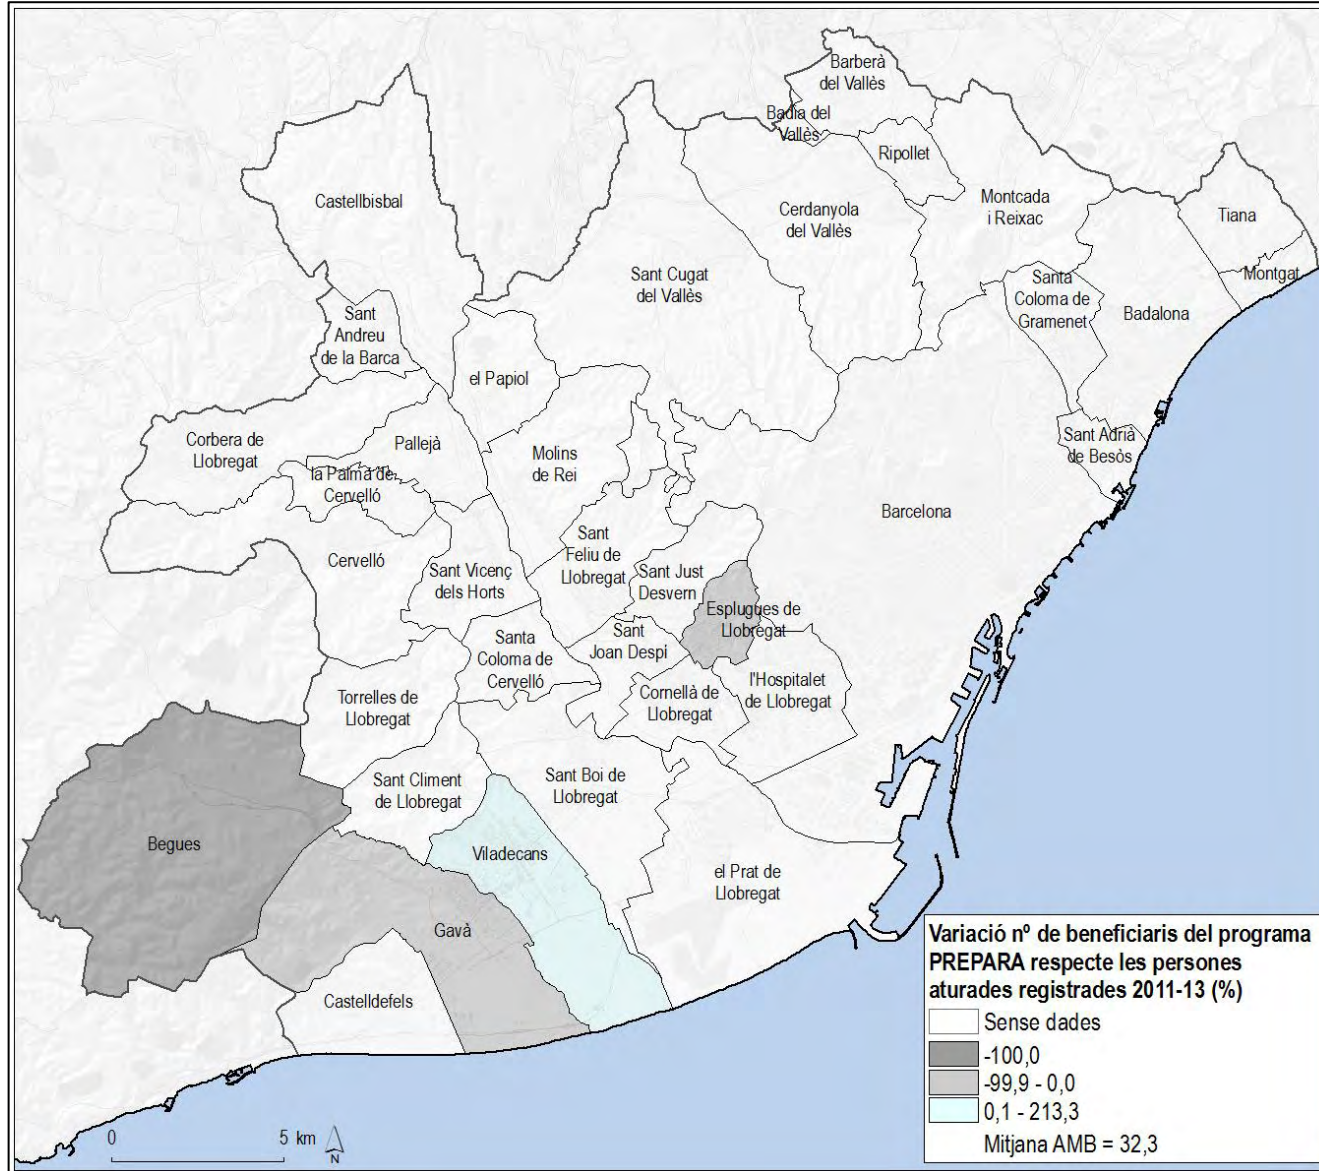 Barberà
del Vallès
Badia del
Vallès
Ripollet
Castellbisbal
Montcada
i Reixac
Cerdanyola
del Vallès
Tiana
Sant Cugat
del Vallès
Montgat
Santa
Coloma de
Gramenet
Badalona
Sant
Andreu
de la Barca
el Papiol
Corbera de
Llobregat
Pallejà
Molins
de Rei
Sant Adrià
de Besòs
la Palma de
Cervelló
Barcelona
Sant
Feliu de
Llobregat
Cervelló
Sant Vicenç
dels Horts
Sant Just
Desvern
Esplugues de
Llobregat
Santa
Coloma de
Cervelló
Sant
Joan Despi
Torrelles de
Llobregat
Cornellà de
Llobregat
l'Hospitalet
de Llobregat
Sant Climent
de Llobregat
Sant Boi de
Llobregat
Begues
Viladecans
el Prat de
Llobregat
Gavà
Castelldefels
Variació nº de beneficiaris del programa
PREPARA respecte les persones
aturades registrades 2011-13 (%)
Sense dades
-100,0
-99,9 - 0,0
0,1 - 213,3
Mitjana AMB = 32,3
0 5 km
N